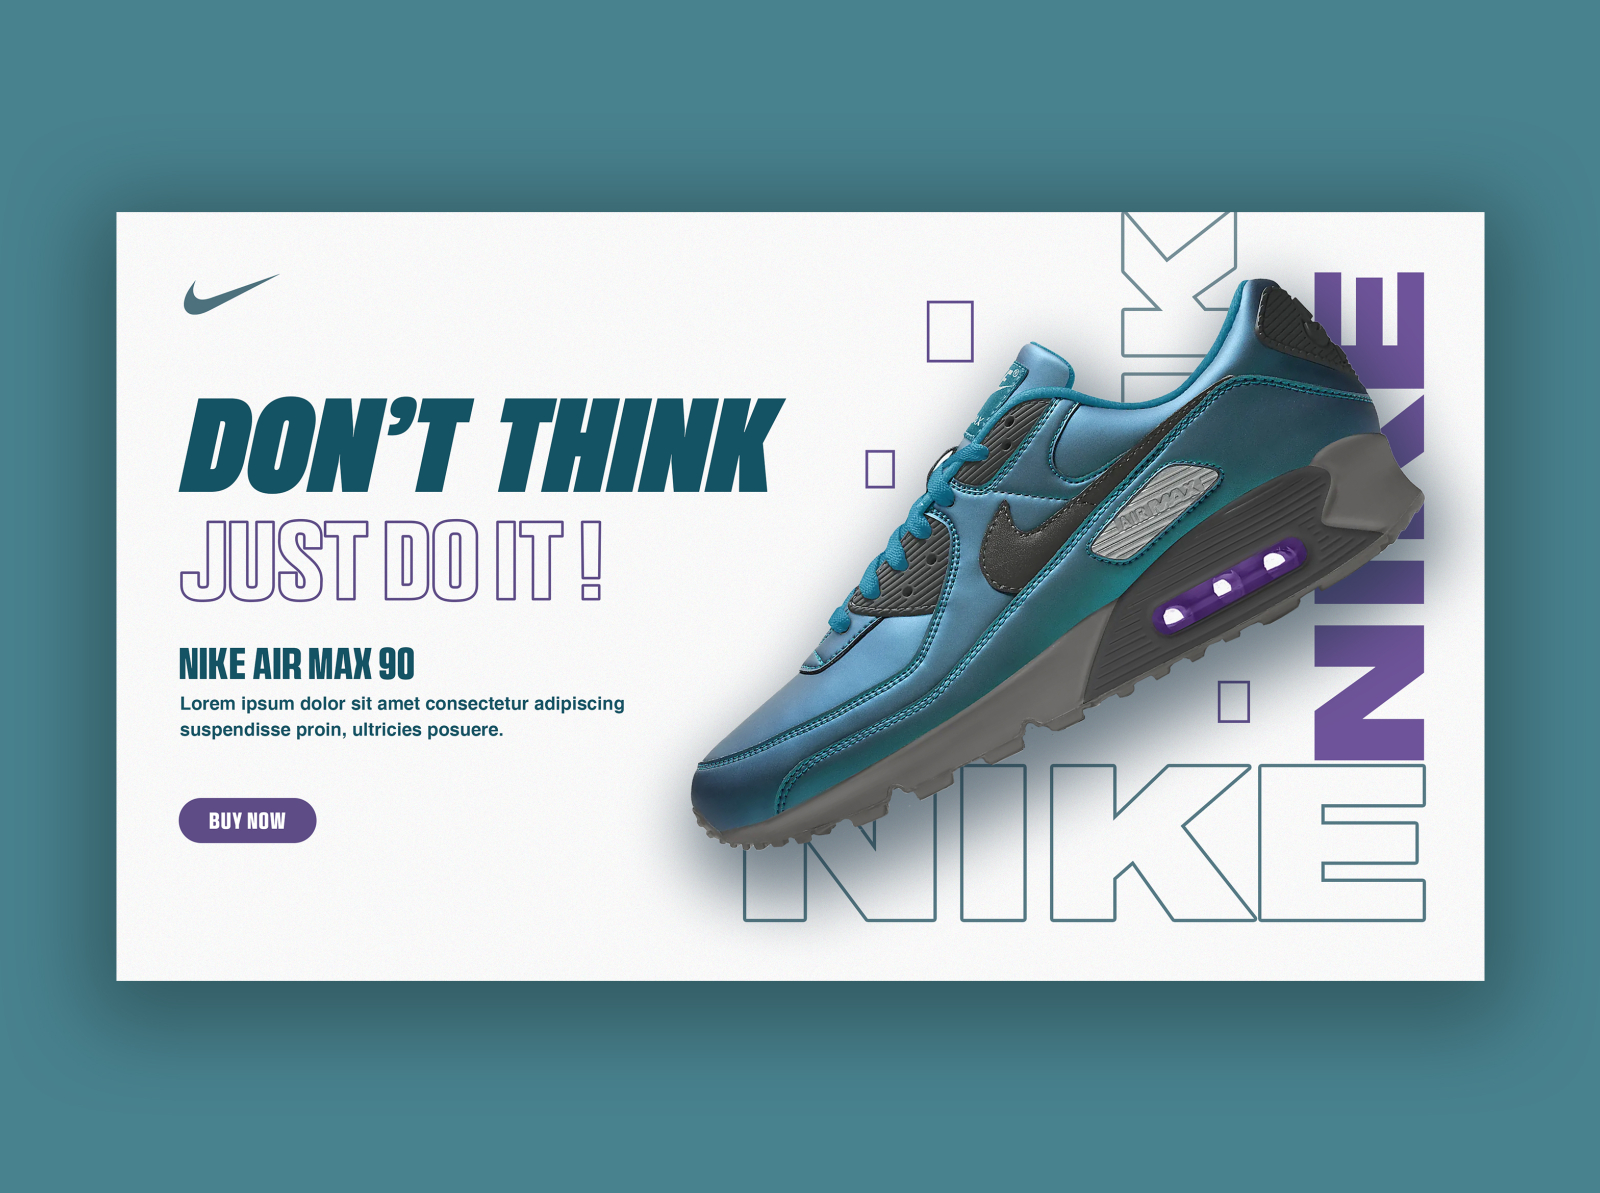 DON'T THINK
JUST DO IT !
NIKE AIR MAX 90
Lorem ipsum dolor sit amet consectetur adipiscing
suspendisse proin, ultricies posuere.
BUY NOW
AIR MAX
NIKE
NIKE
IK